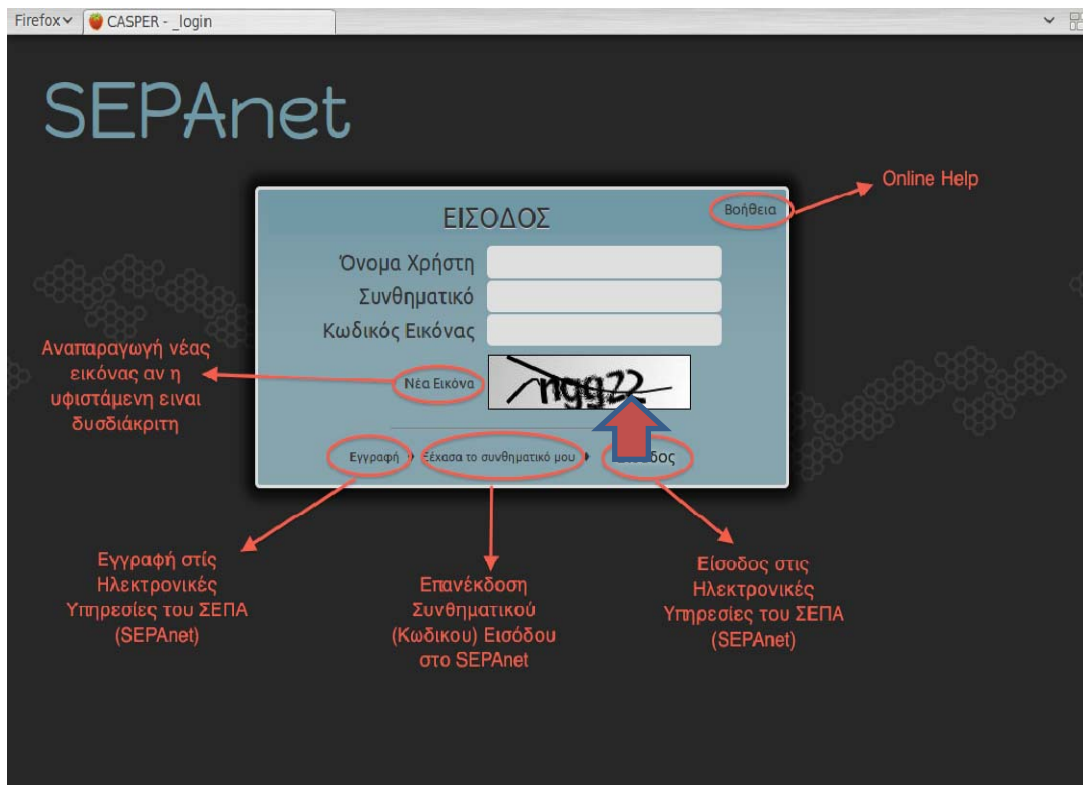 Firefox
CASPER - _login
SEPAnet
Online Help
Βοήθεια
ΕΙΣΟΔΟΣ
Όνομα Χρήστη
Συνθηματικό
Κωδικός Εικόνας
Αναπαραγωγή νέας
εικόνας αν η
υφιστάμενη ειναι
δυσδιάκριτη
Νέα Εικόνα
ngg22
Εγγραφή
Ξέχασα το συνθηματικό μου
Εγγραφή στίς
Ηλεκτρονικές
Υπηρεσίες του ΣΕΠΑ
(SEPAnet)
Επανέκδοση
Συνθηματικού
(Κωδικου) Εισόδου
στο SEPAnet
Είσοδος στις
Ηλεκτρονικές
Υπηρεσίες του ΣΕΠΑ
(SEPAnet)